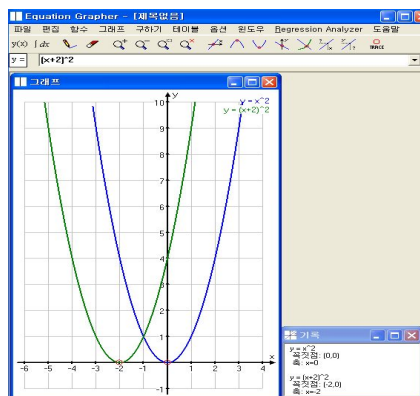 Equation Grapher - [제목없음]
파일 편집 함수 그래프 구하기 테이블 옵션 윈도우 Regression Analyzer 도움말
y(x) ∫dx TRACE
y = (x+2)^2
그래프
y
y = x^2
y = (x+2)^2
10
9
8
7
6
5
4
3
2
1
x
-6 -5 -4 -3 -2 -1 0 1 2 3 4
-1
기록
y = x^2
꼭짓점: (0,0)
축: x=0
y = (x+2)^2
꼭짓점: (-2,0)
축: x=-2